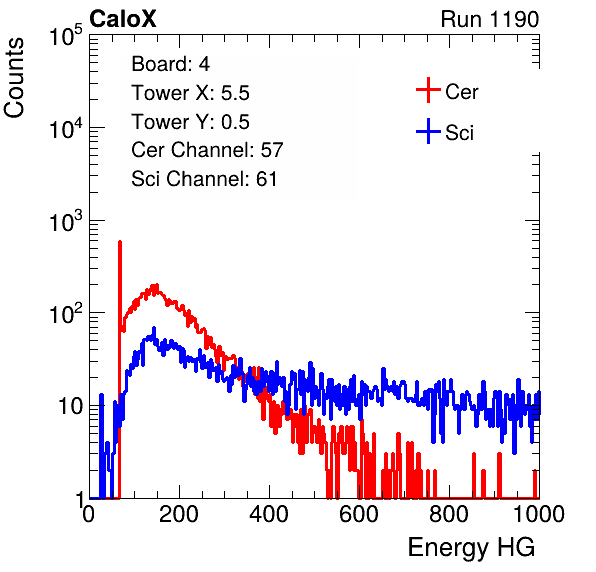 CaloX Run 1190
Counts
10^5
10^4
10^3
10^2
10
1
Board: 4
Tower X: 5.5
Tower Y: 0.5
Cer Channel: 57
Sci Channel: 61
Cer
Sci
0 200 400 600 800 1000
Energy HG